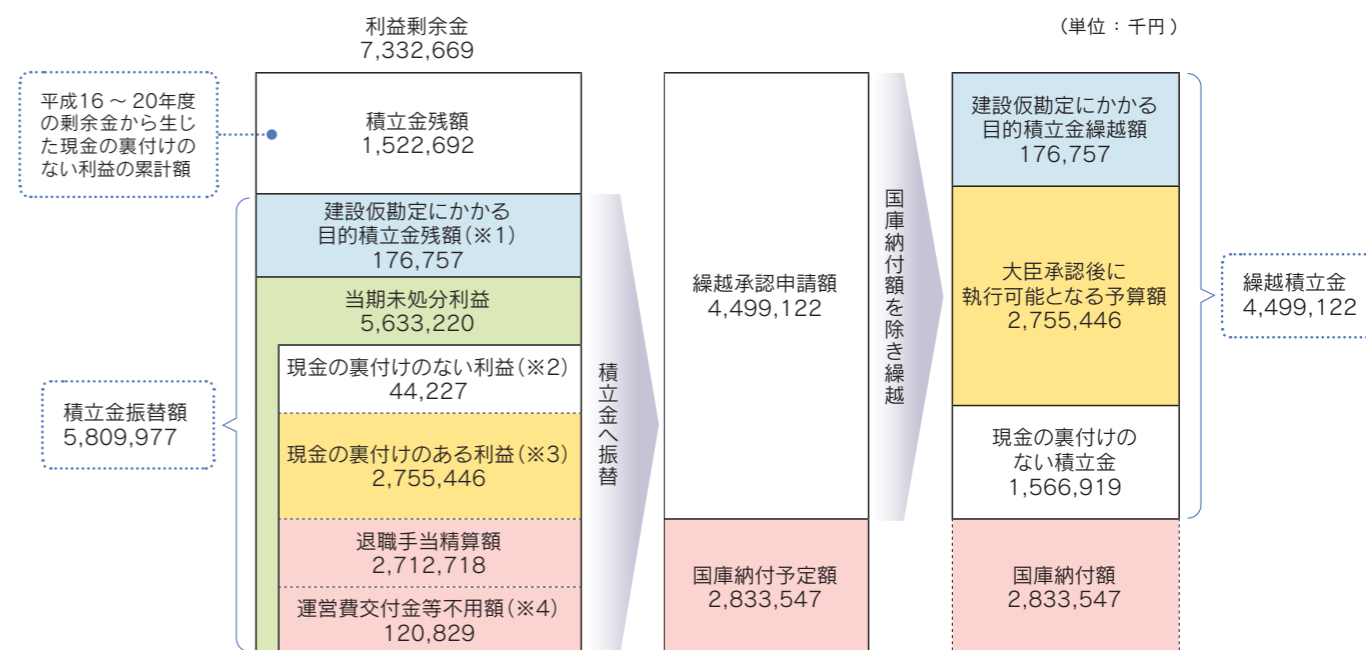 利益剰余金
7,332,669
(単位:千円)
平成16〜20年度
の剰余金から生じ
た現金の裏付けの
ない利益の累計額
積立金残額
1,522,692
建設仮勘定にかかる
目的積立金残額(※1)
176,757
当期未処分利益
5,633,220
現金の裏付けのない利益(※2)
44,227
現金の裏付けのある利益(※3)
2,755,446
退職手当精算額
2,712,718
運営費交付金等不用額(※4)
120,829
積立金振替額
5,809,977
積立金へ振替
繰越承認申請額
4,499,122
国庫納付予定額
2,833,547
国庫納付額を除き繰越
建設仮勘定にかかる
目的積立金繰越額
176,757
大臣承認後に
執行可能となる予算額
2,755,446
現金の裏付けの
ない積立金
1,566,919
国庫納付額
2,833,547
繰越積立金
4,499,122